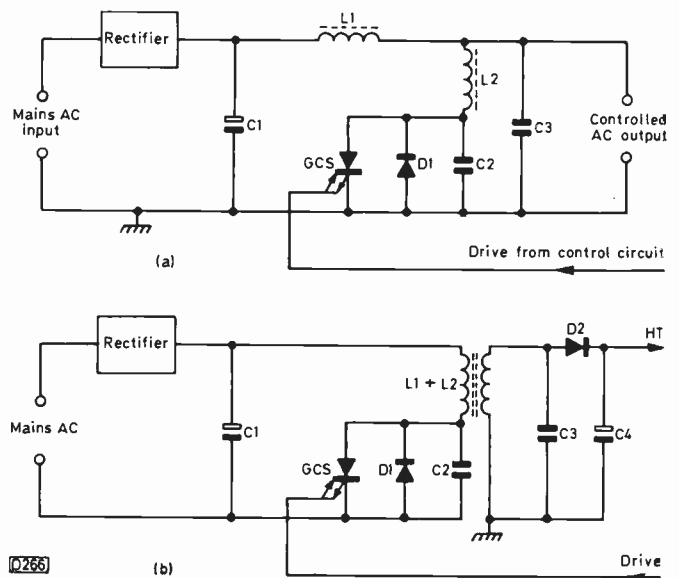 L1
Rectifier
L2
Mains AC
input
C1
C3
Controlled
AC output
GCS
D1
C2
(a)
Drive from control circuit
Rectifier
D2
HT
L1 + L2
Mains AC
C1
C3
C4
GCS
D1
C2
D266
(b)
Drive